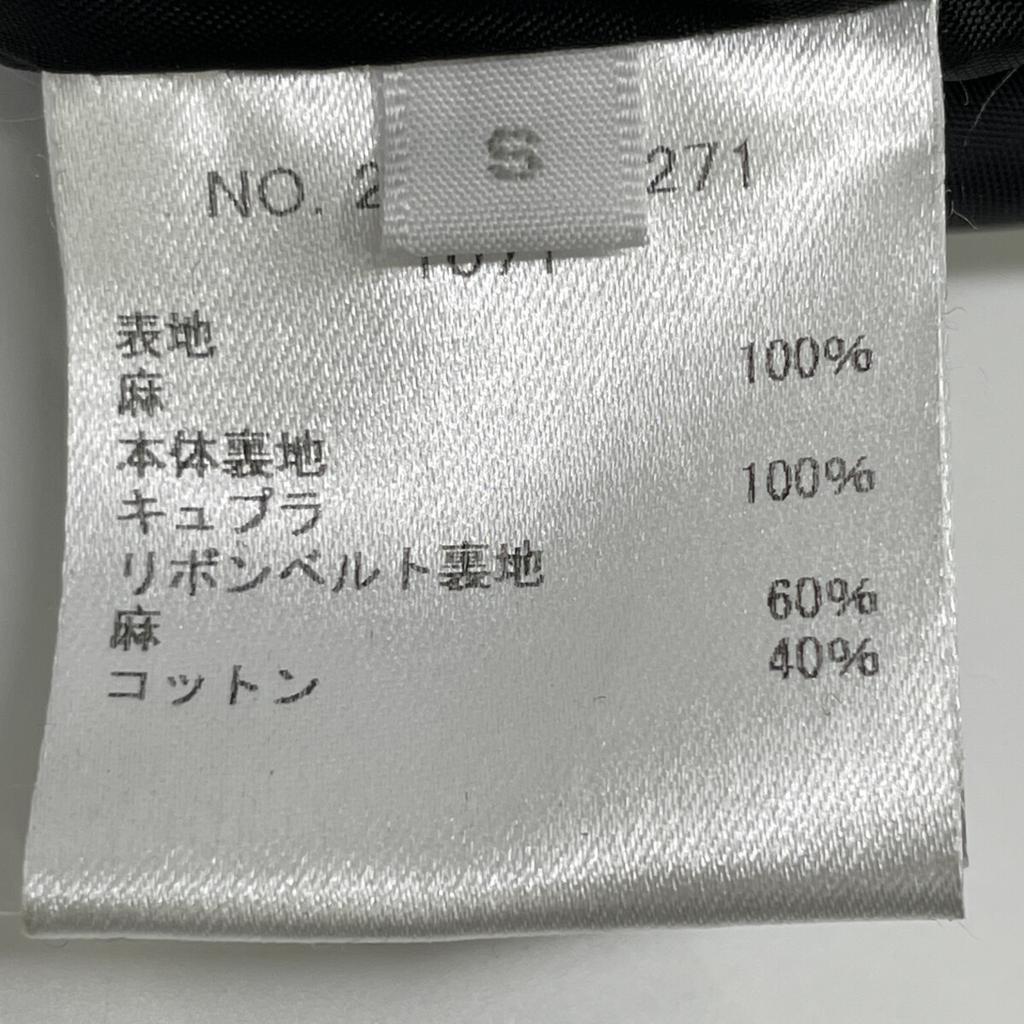 S
NO. 2 271
表地
麻 100%
本体裏地
キュプラ 100%
リボンベルト裏地
麻 60%
コットン 40%